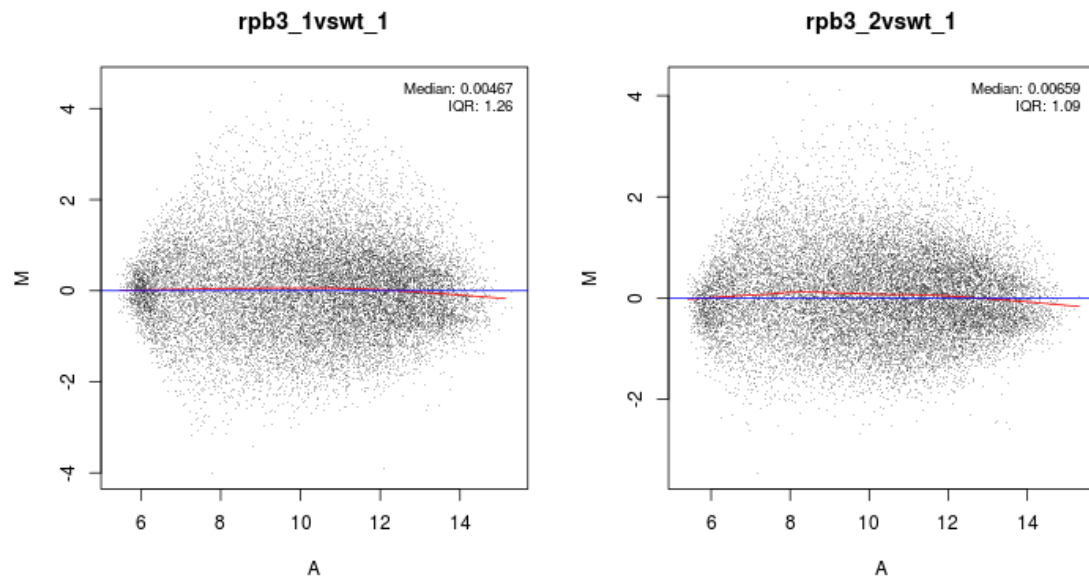 rpb3_1vswt_1
Median: 0.00467
IQR: 1.26
M
4
2
0
-2
-4
6 8 10 12 14
A
rpb3_2vswt_1
Median: 0.00659
IQR: 1.09
M
4
2
0
-2
6 8 10 12 14
A